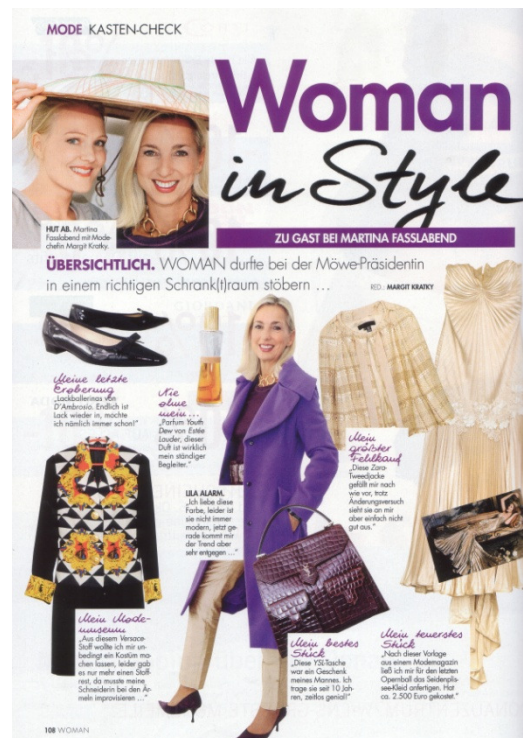 MODE KASTEN-CHECK
Woman
in Style
HUT AB. Martina
Fasslabend mit Mode-
chefin Margit Kratky.
ZU GAST BEI MARTINA FASSLABEND
ÜBERSICHTLICH. WOMAN durfte bei der Möwe-Präsidentin
in einem richtigen Schrank(t)raum stöbern ...
RED.: MARGIT KRATKY
Meine letzte
Eroberung
„Lackballerinas von
D'Ambrosio. Endlich ist
Lack wieder in, mochte
ich nämlich immer schon!“
Nie
ohne
mein ...
„Parfum Youth
Dew von Estée
Lauder, dieser
Duft ist wirklich
mein ständiger
Begleiter.“
Mein
größter
Fehlkauf
„Diese Zara-
Tweedjacke
gefällt mir nach
wie vor, trotz
Änderungsversuch
sieht sie an mir
aber einfach nicht
gut aus.“
LILA ALARM.
„Ich liebe diese
Farbe, leider ist
sie nicht immer
modern, jetzt ge-
rade kommt mir
der Trend aber
sehr entgegen ...“
Mein Mode-
museum
„Aus diesem Versace-
Stoff wollte ich mir un-
bedingt ein Kostüm ma-
chen lassen, leider gab
es nur mehr einen Stoff-
rest, da musste meine
Schneiderin bei den Är-
meln improvisieren ...“
Mein bestes
Stück
„Diese YSL-Tasche
war ein Geschenk
meines Mannes. Ich
trage sie seit 10 Jah-
ren, zeitlos genial!“
Mein teuerstes
Stück
„Nach dieser Vorlage
aus einem Modemagazin
ließ ich mir für den letzten
Opernball das Seidenplis-
see-Kleid anfertigen. Hat
ca. 2.500 Euro gekostet.“
108 WOMAN